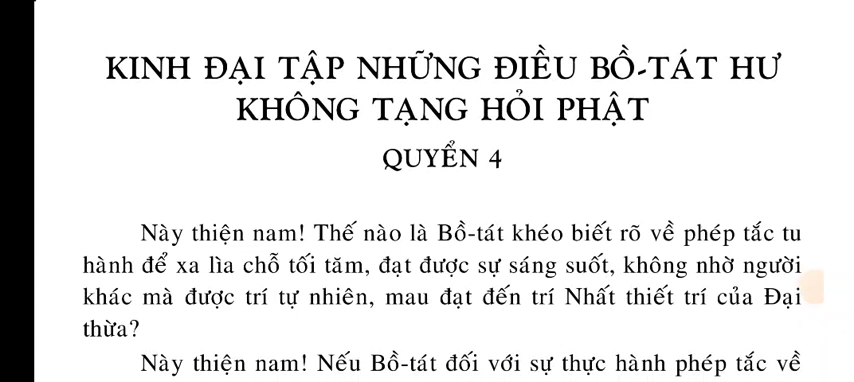 KINH ĐẠI TẬP NHỮNG ĐIỀU BỒ-TÁT HƯ
KHÔNG TẠNG HỎI PHẬT
QUYỂN 4
Này thiện nam! Thế nào là Bồ-tát khéo biết rõ về phép tắc tu
hành để xa lìa chỗ tối tăm, đạt được sự sáng suốt, không nhờ người
khác mà được trí tự nhiên, mau đạt đến trí Nhất thiết trí của Đại
thừa?
Này thiện nam! Nếu Bồ-tát đối với sự thực hành phép tắc về